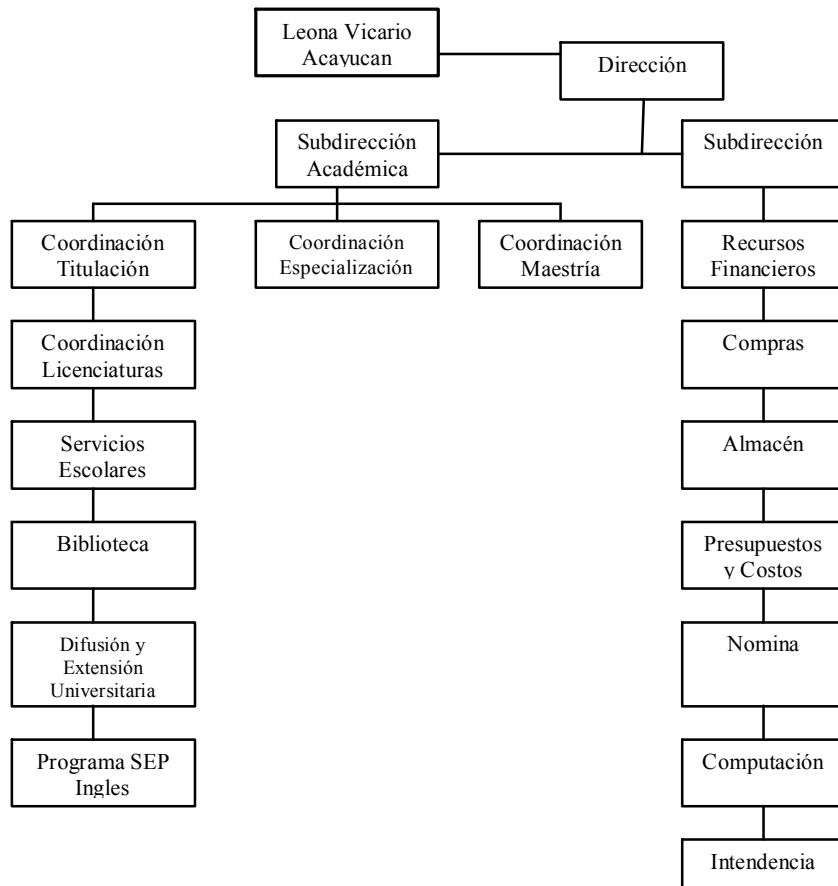 Leona Vicario
Acayucan
Dirección
Subdirección
Académica
Subdirección
Coordinación
Titulación
Coordinación
Especialización
Coordinación
Maestría
Recursos
Financieros
Coordinación
Licenciaturas
Compras
Servicios
Escolares
Almacén
Biblioteca
Presupuestos
y Costos
Difusión y
Extensión
Universitaria
Nomina
Programa SEP
Ingles
Computación
Intendencia